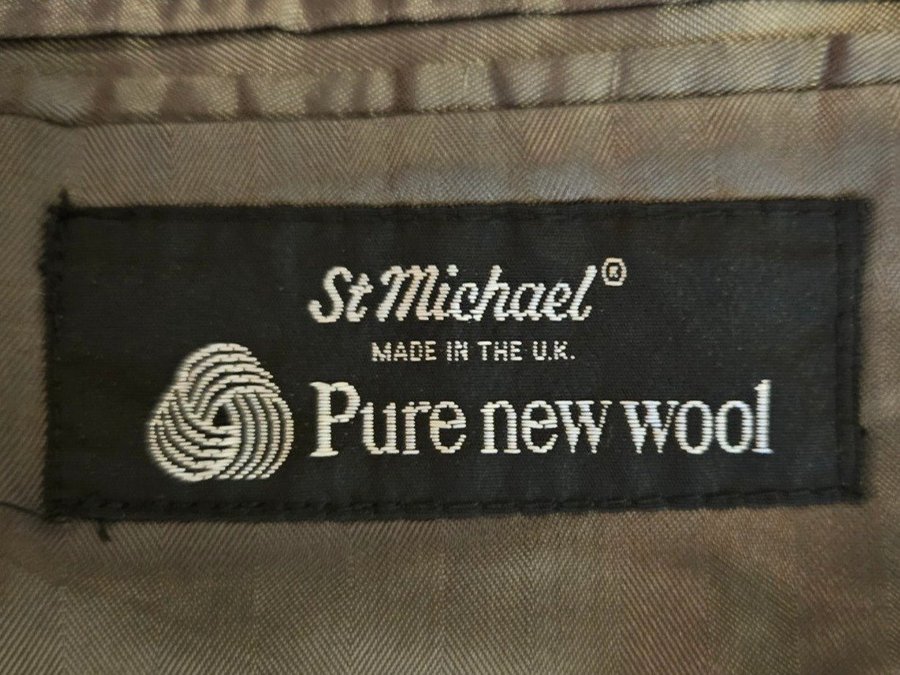 St Michael®
MADE IN THE U.K.
Pure new wool